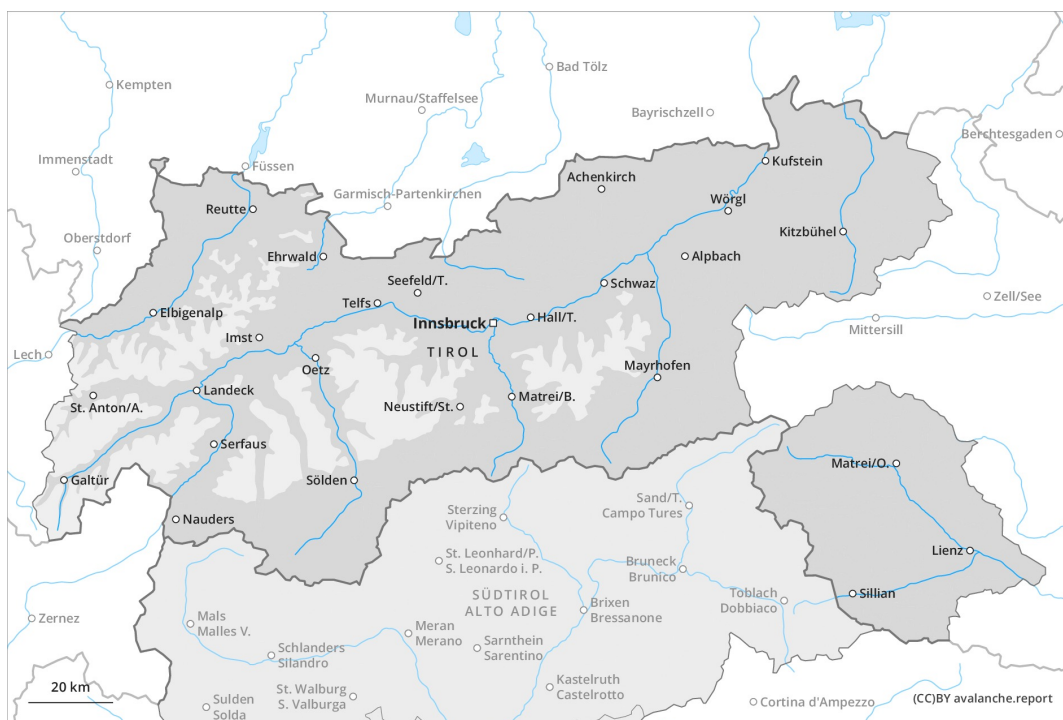 Kempten
Bad Tölz
Murnau/Staffelsee
Bayrischzell
Berchtesgaden
Immenstadt
Füssen
Kufstein
Achenkirch
Garmisch-Partenkirchen
Reutte
Wörgl
Oberstdorf
Kitzbühel
Ehrwald
Alpbach
Seefeld/T.
Schwaz
Zell/See
Telfs
Elbigenalp
Hall/T.
Innsbruck
Mittersill
Imst
TIROL
Lech
Oetz
Mayrhofen
Landeck
St. Anton/A.
Neustift/St.
Matrei/B.
Serfaus
Matrei/O.
Galtür
Sölden
Sand/T.
Campo Tures
Sterzing
Vipiteno
Nauders
Lienz
St. Leonhard/P.
S. Leonardo i. P.
Bruneck
Brunico
Sillian
SÜDTIROL
ALTO ADIGE
Toblach
Dobbiaco
Brixen
Bressanone
Zernez
Mals
Malles V.
Meran
Merano
Sarnthein
Sarentino
Schlanders
Silandro
Kastelruth
Castelrotto
20 km
St. Walburg
S. Valburga
Sulden
Solda
Cortina d'Ampezzo
(CC)BY avalanche.report